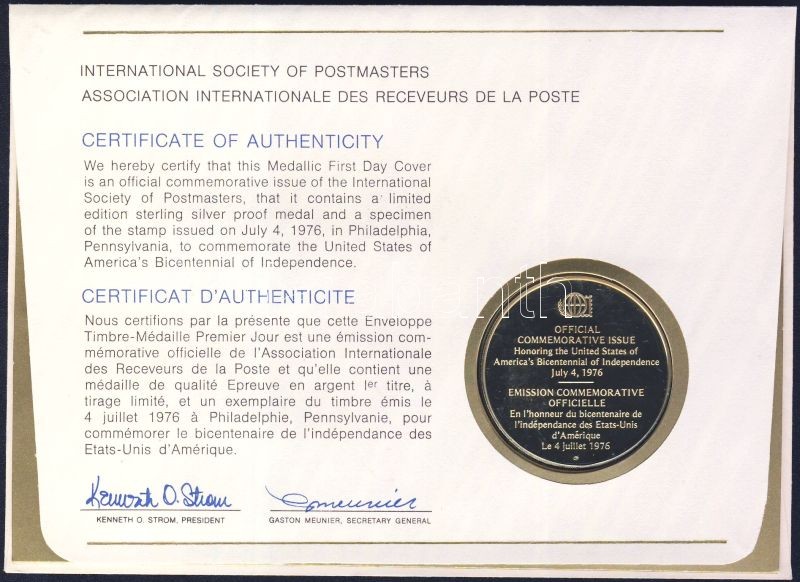 INTERNATIONAL SOCIETY OF POSTMASTERS
ASSOCIATION INTERNATIONALE DES RECEVEURS DE LA POSTE
CERTIFICATE OF AUTHENTICITY
We hereby certify that this Medallic First Day Cover
is an official commemorative issue of the International
Society of Postmasters, that it contains a limited
edition sterling silver proof medal and a specimen
of the stamp issued on July 4, 1976, in Philadelphia,
Pennsylvania, to commemorate the United States of
America's Bicentennial of Independence.
CERTIFICAT D'AUTHENTICITE
Nous certifions par la présente que cette Enveloppe
Timbre-Médaille Premier Jour est une émission com-
mémorative officielle de l'Association Internationale
des Receveurs de la Poste et qu'elle contient une
médaille de qualité Epreuve en argent Ier titre, à
tirage limité, et un exemplaire du timbre émis le
4 juillet 1976 à Philadelphie, Pennsylvanie, pour
commémorer le bicentenaire de l'indépendance des
Etats-Unis d'Amérique.
Kenneth O. Strom
KENNETH O. STROM, PRESIDENT
GMeunier
GASTON MEUNIER, SECRETARY GENERAL
OFFICIAL
COMMEMORATIVE ISSUE
Honoring the United States of
America's Bicentennial of Independence
July 4, 1976
EMISSION COMMEMORATIVE
OFFICIELLE
En l'honneur du bicentenaire de
l'indépendance des Etats-Unis
d'Amérique
Le 4 juillet 1976